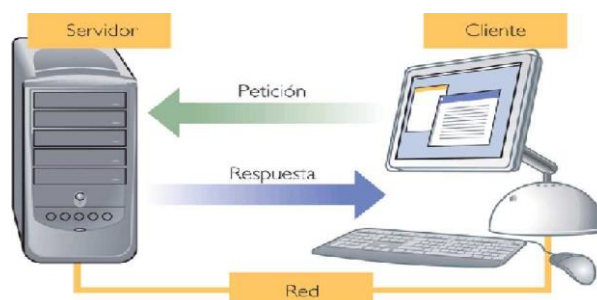 Servidor
Cliente
Petición
Respuesta
Red